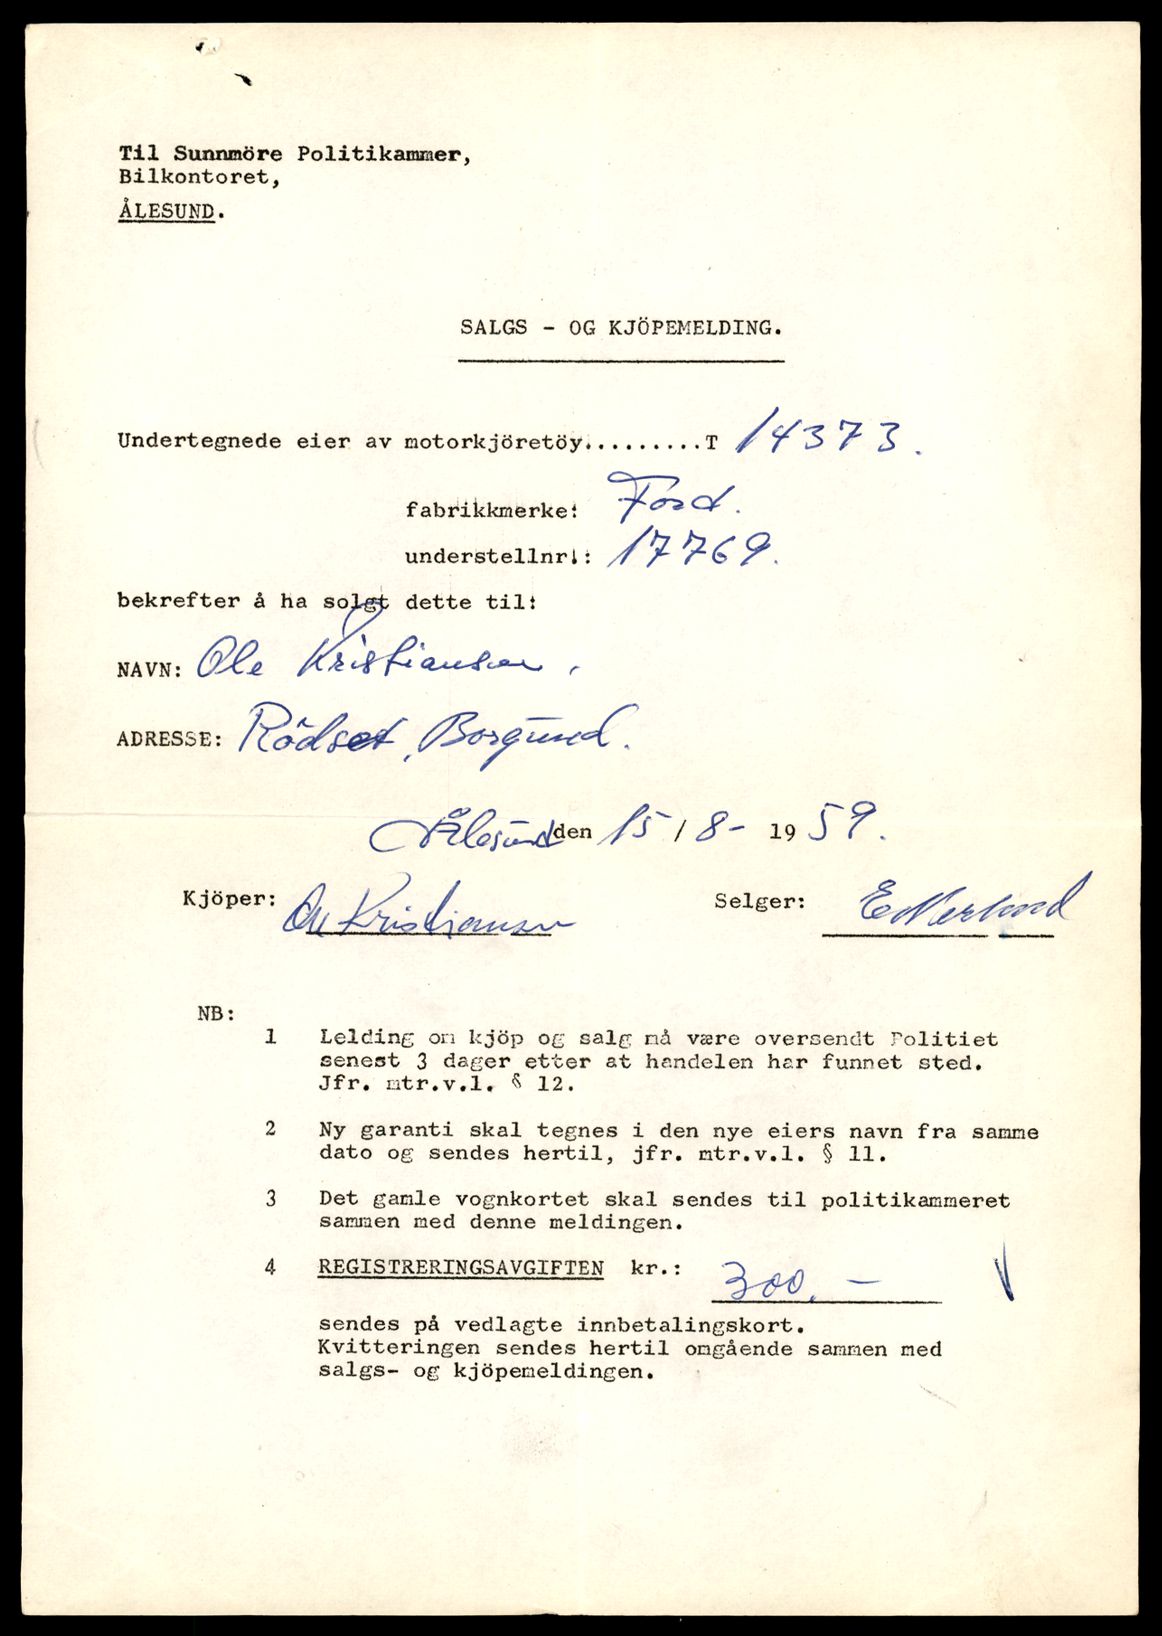 Til Sunnmöre Politikammer,
Bilkontoret,
ÅLESUND.
SALGS - OG KJÖPEMELDING.
Undertegnede eier av motorkjöretöy.........T 14373.
fabrikkmerke: Ford.
understellnr.: 17769.
bekrefter å ha solgt dette til:
NAVN: Ole Kristiansen.
ADRESSE: Rödset, Borgund.
Ålesund den 15 / 8- 19 59.
Kjöper: Ole Kristiansen Selger:
NB:
1 Lelding om kjöp og salg må være oversendt Politiet
senest 3 dager etter at handelen har funnet sted.
Jfr. mtr.v.l. § 12.
2 Ny garanti skal tegnes i den nye eiers navn fra samme
dato og sendes hertil, jfr. mtr.v.l. § 11.
3 Det gamle vognkortet skal sendes til politikammeret
sammen med denne meldingen.
4 REGISTRERINGSAVGIFTEN kr.: 300.-
sendes på vedlagte innbetalingskort.
Kvitteringen sendes hertil omgående sammen med
salgs- og kjöpemeldingen.